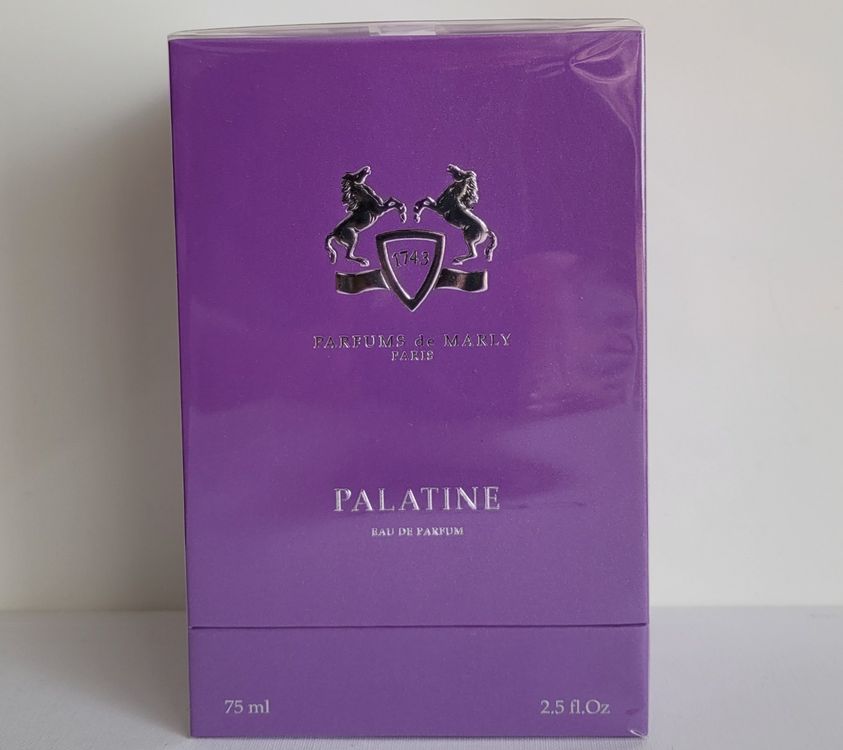 1743
PARFUMS de MARLY
PARIS
PALATINE
EAU DE PARFUM
75 ml 2.5 fl.Oz